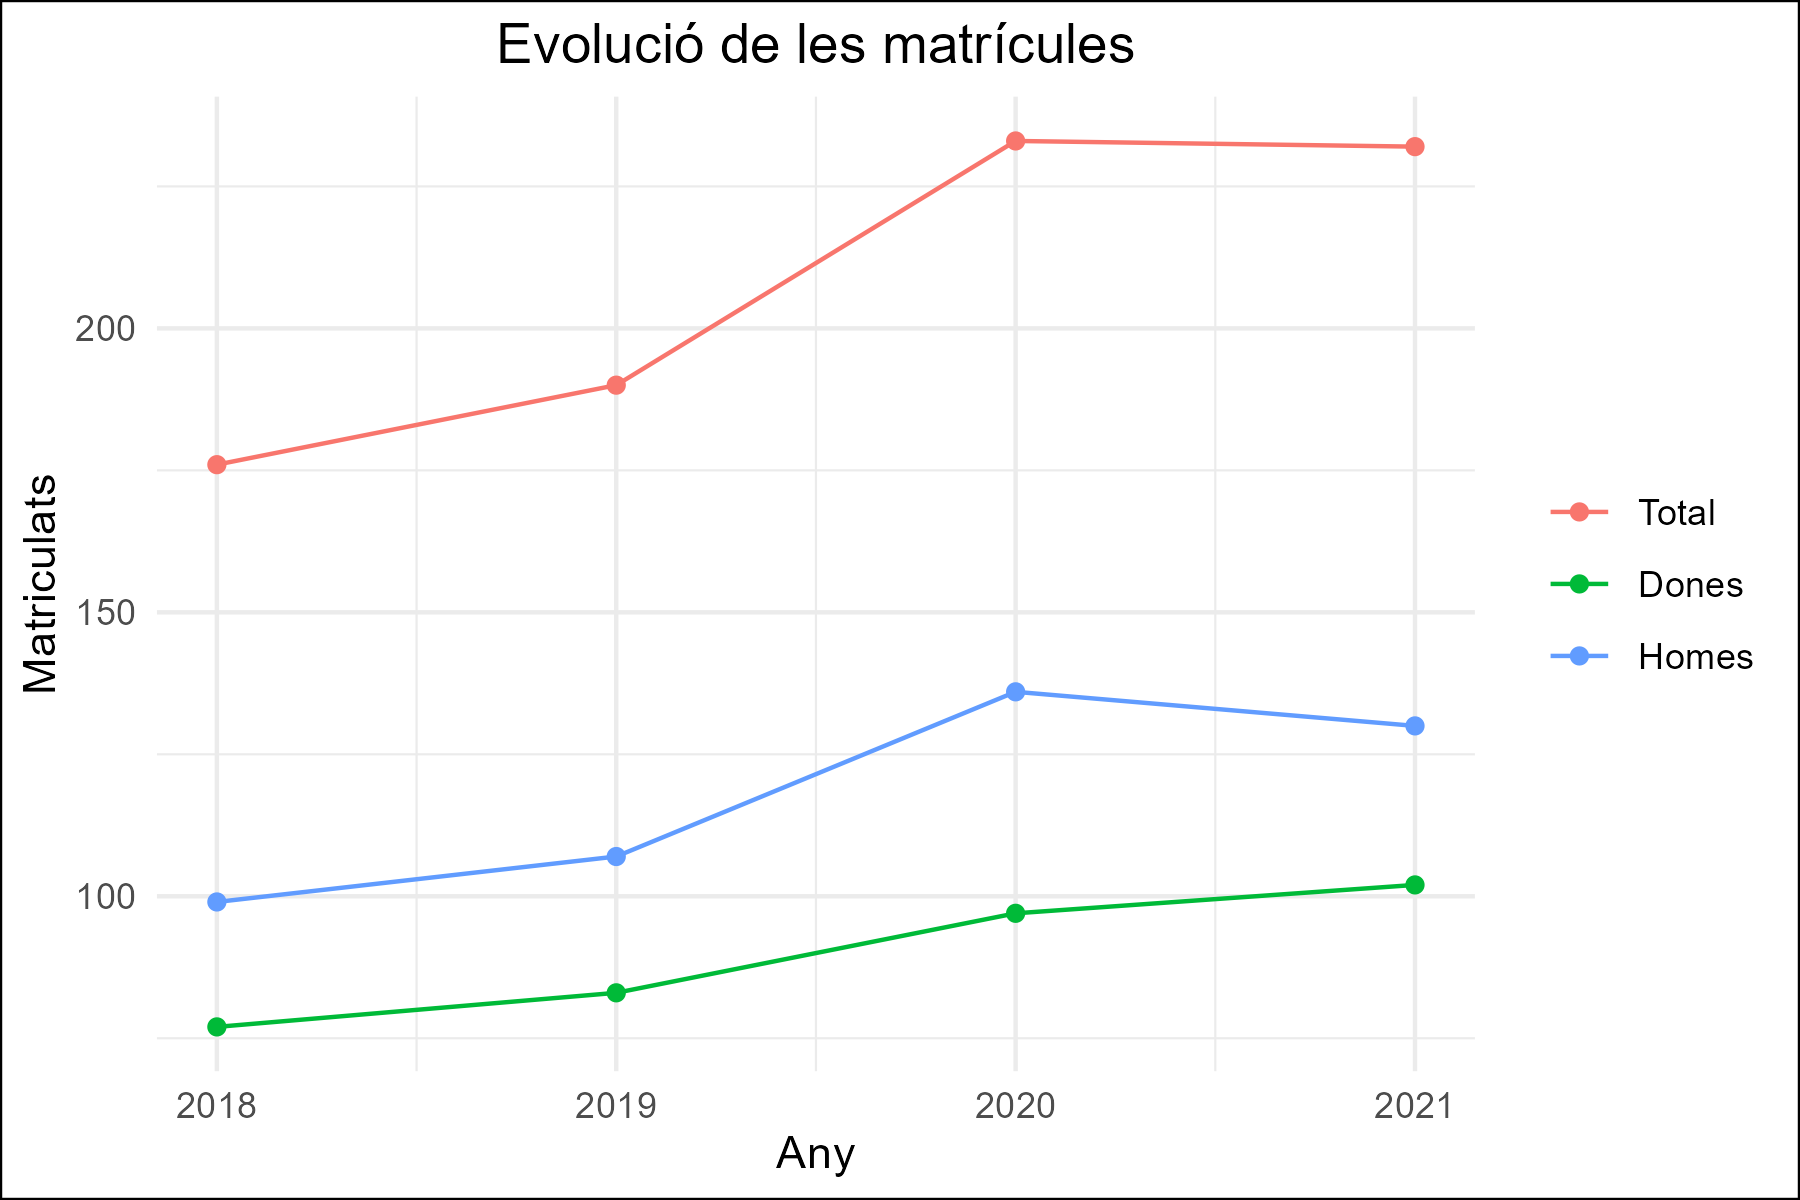 Evolució de les matrícules
Matriculats
200
150
100
2018
2019
2020
2021
Any
Total
Dones
Homes